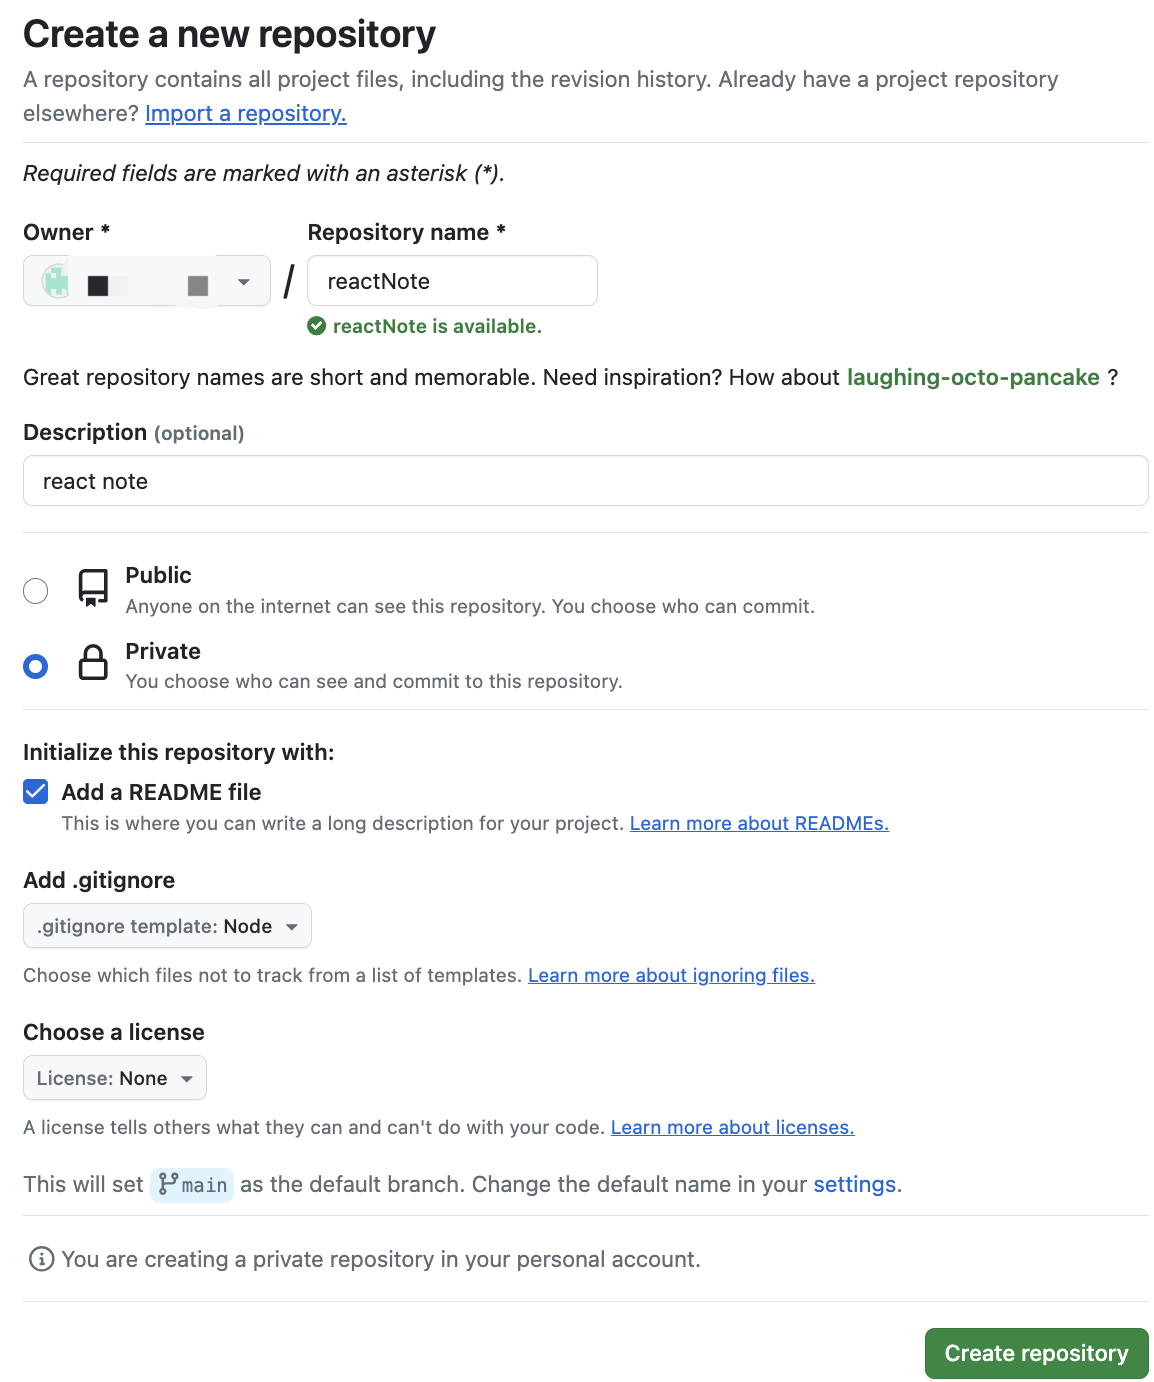 Create a new repository
A repository contains all project files, including the revision history. Already have a project repository
elsewhere? Import a repository.
Required fields are marked with an asterisk (*).
Owner *
Repository name *
/
reactNote
reactNote is available.
Great repository names are short and memorable. Need inspiration? How about laughing-octo-pancake ?
Description (optional)
react note
Public
Anyone on the internet can see this repository. You choose who can commit.
Private
You choose who can see and commit to this repository.
Initialize this repository with:
Add a README file
This is where you can write a long description for your project. Learn more about READMEs.
Add .gitignore
.gitignore template: Node
Choose which files not to track from a list of templates. Learn more about ignoring files.
Choose a license
License: None
A license tells others what they can and can't do with your code. Learn more about licenses.
This will set main as the default branch. Change the default name in your settings.
You are creating a private repository in your personal account.
Create repository